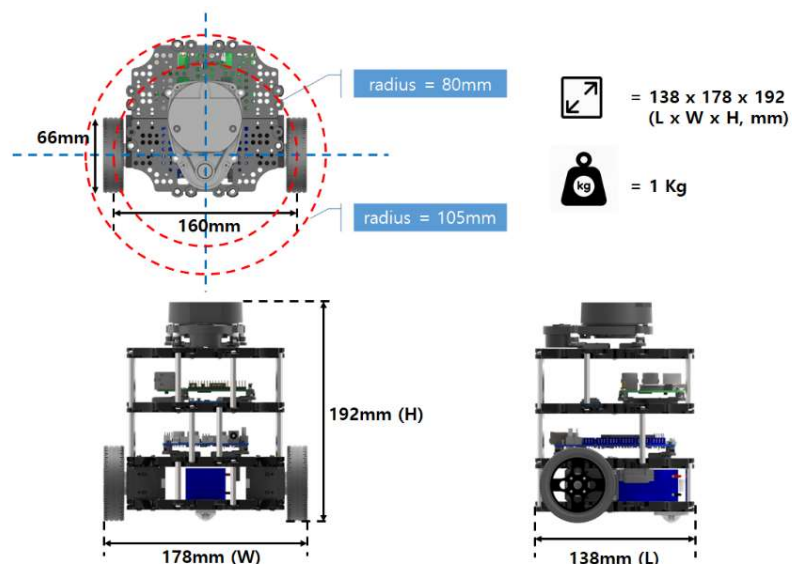 radius = 80mm
= 138 x 178 x 192
(L x W x H, mm)
66mm
kg
= 1 Kg
160mm
radius = 105mm
192mm (H)
178mm (W)
138mm (L)